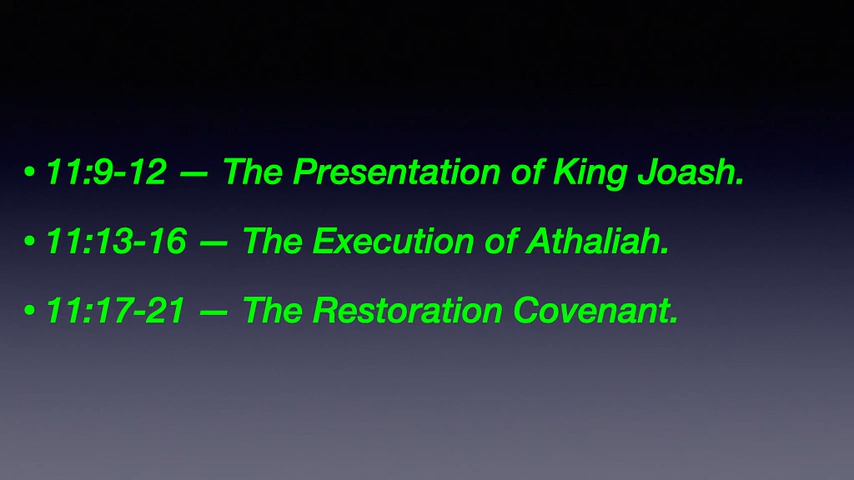 • 11:9-12 — The Presentation of King Joash.
• 11:13-16 — The Execution of Athaliah.
• 11:17-21 — The Restoration Covenant.